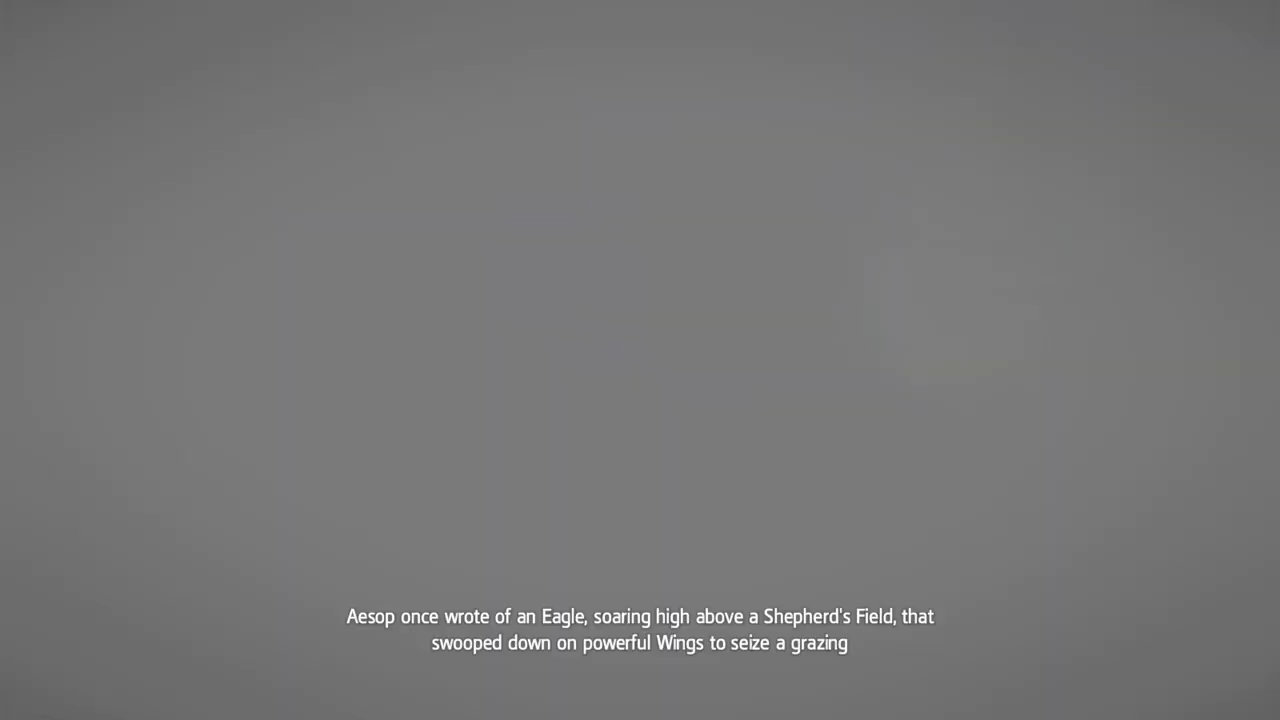 Aesop once wrote of an Eagle, soaring high above a Shepherd's Field, that
swooped down on powerful Wings to seize a grazing